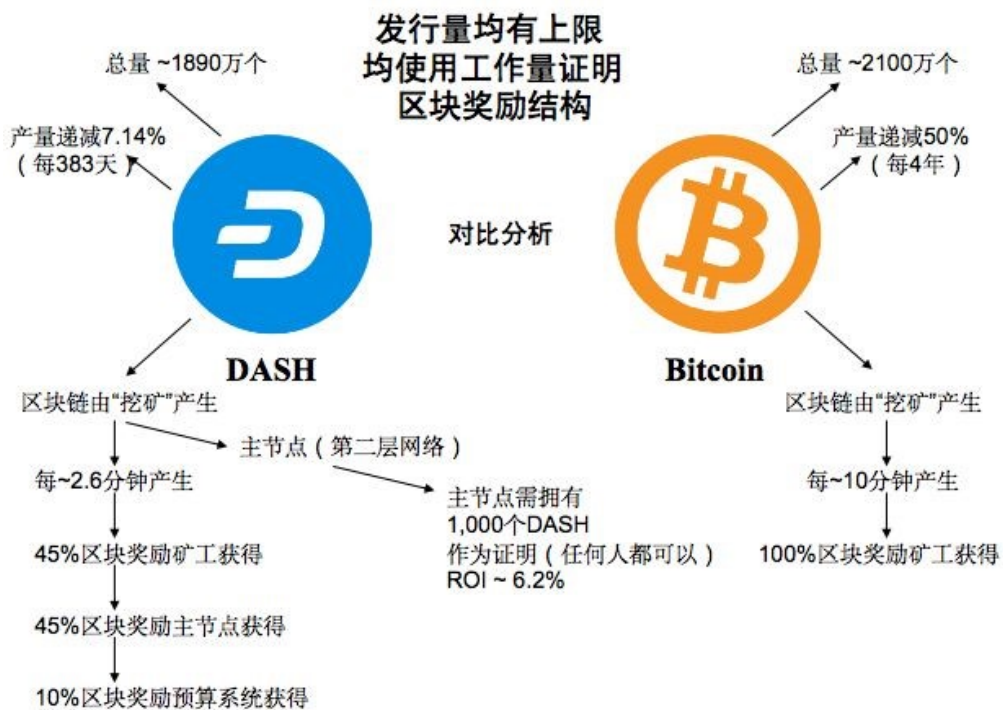 发行量均有上限
均使用工作量证明
区块奖励结构
总量 ~1890万个
产量递减7.14%
（每383天）
总量 ~2100万个
产量递减50%
（每4年）
对比分析
DASH
Bitcoin
区块链由“挖矿”产生
主节点（第二层网络）
每~2.6分钟产生
主节点需拥有
1,000个DASH
作为证明（任何人都可以）
ROI ~ 6.2%
45%区块奖励矿工获得
45%区块奖励主节点获得
10%区块奖励预算系统获得
区块链由“挖矿”产生
每~10分钟产生
100%区块奖励矿工获得